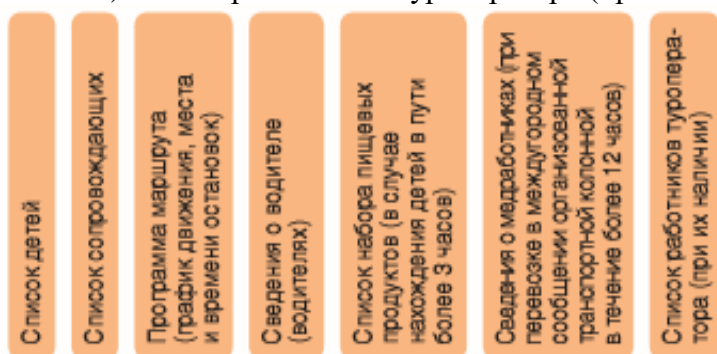 Список детей
Список сопровождающих
Программа маршрута
(график движения, места
и времени остановок)
Сведения о водителе
(водителях)
Список набора пищевых
продуктов (в случае
нахождения детей в пути
более 3 часов)
Сведения о медработниках (при
перевозке в междугородном
сообщении организованной
транспортной колонной
в течение более 12 часов)
Список работников туропера-
тора (при их наличии)